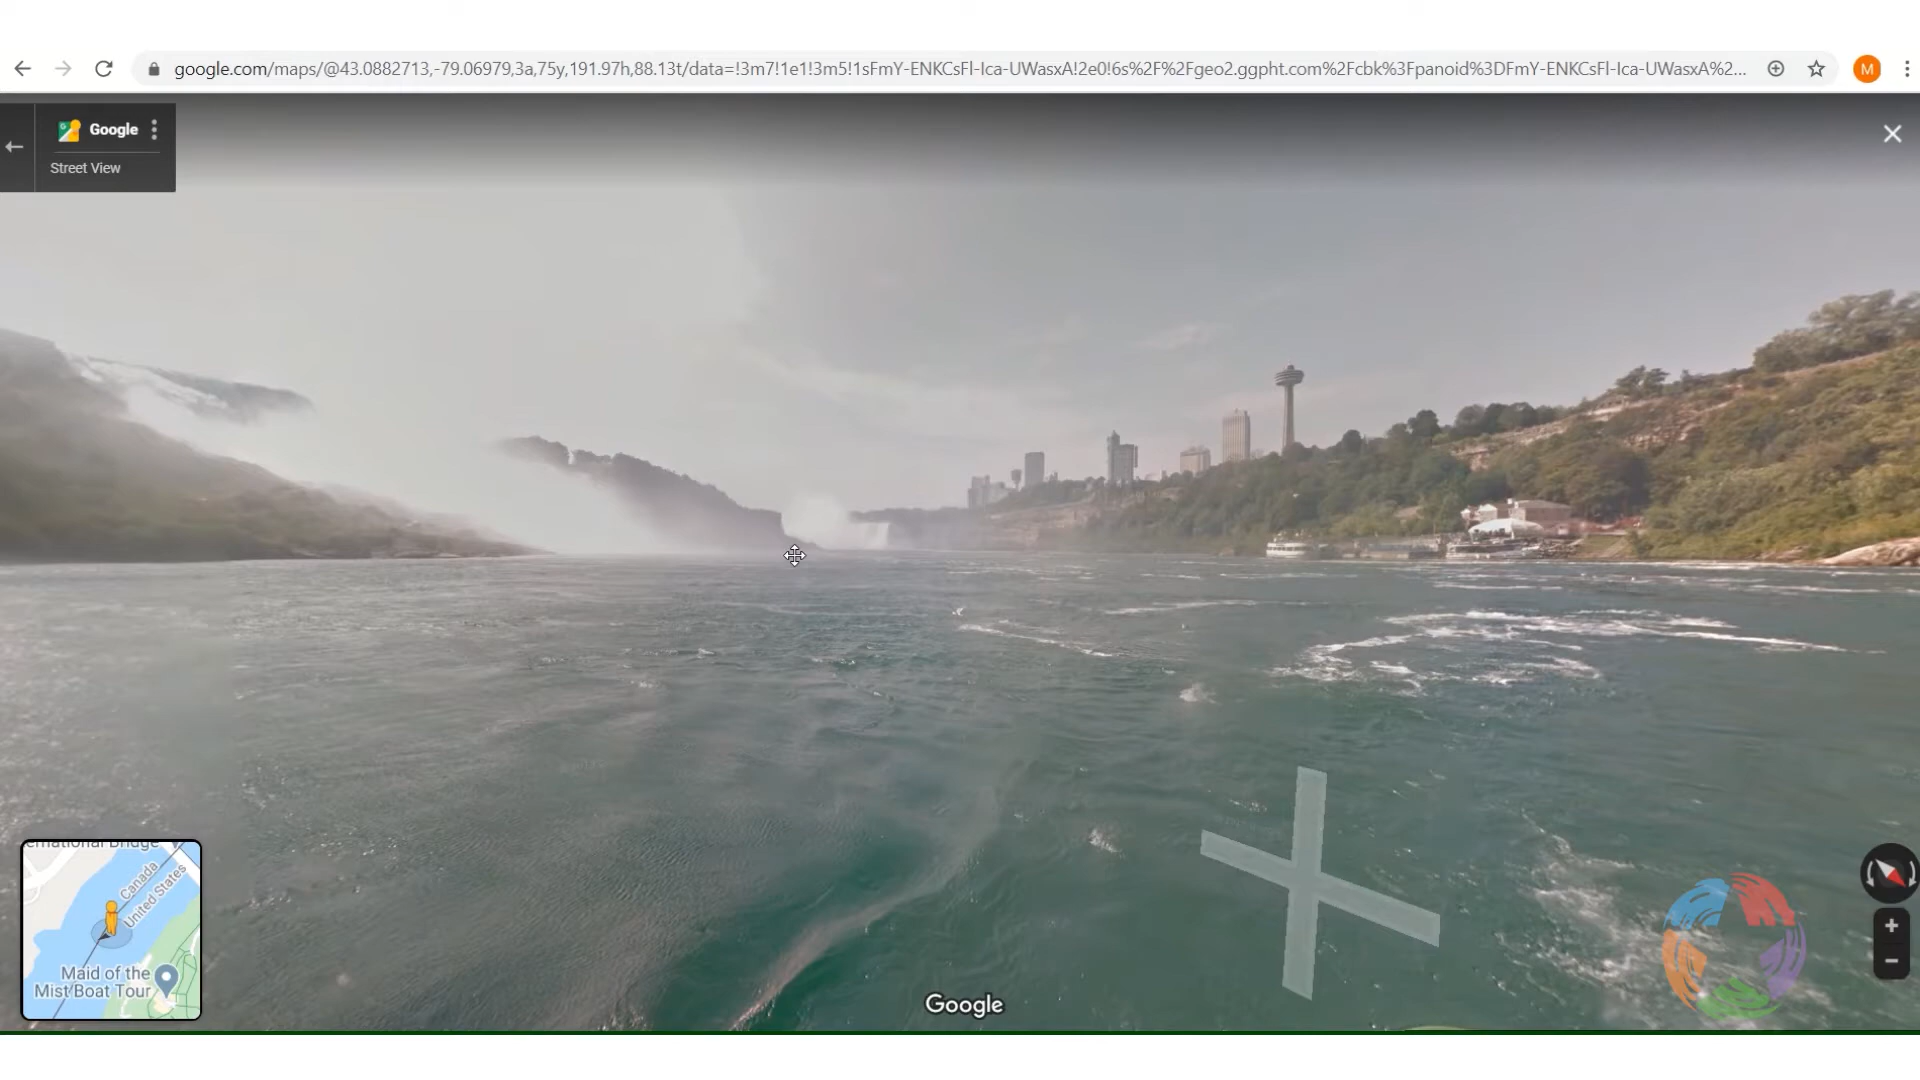 google.com/maps/@43.0882713,-79.06979,3a,75y,191.97h,88.13t/data=!3m7!1e1!3m5!1sFmY-ENKCsFl-Ica-UWasxA!2e0!6s%2F%2Fgeo2.ggpht.com%2Fcbk%3Fpanoid%3DFmY-ENKCsFl-Ica-UWasxA%2...
M
Google
Street View
Canada
United States
Maid of the
Mist Boat Tour
Google